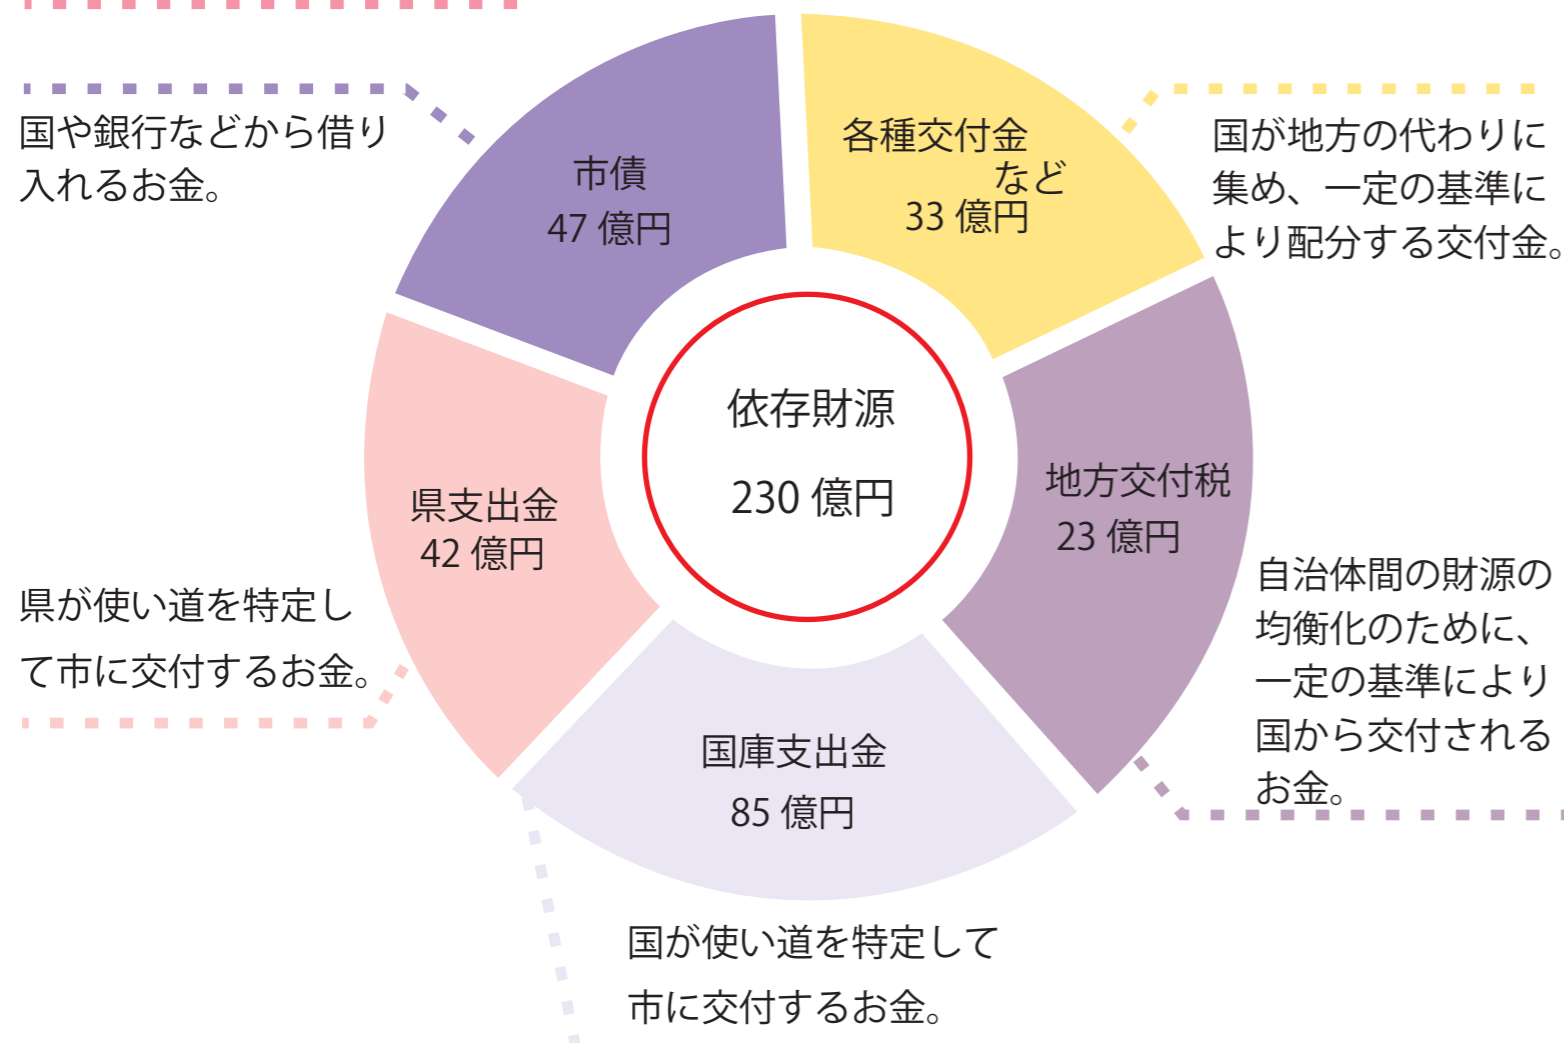 国や銀行などから借り
入れるお金。
市債
47 億円
各種交付金
など
33 億円
国が地方の代わりに
集め、一定の基準に
より配分する交付金。
依存財源
230 億円
地方交付税
23 億円
自治体間の財源の
均衡化のために、
一定の基準により
国から交付される
お金。
県支出金
42 億円
県が使い道を特定し
て市に交付するお金。
国庫支出金
85 億円
国が使い道を特定して
市に交付するお金。